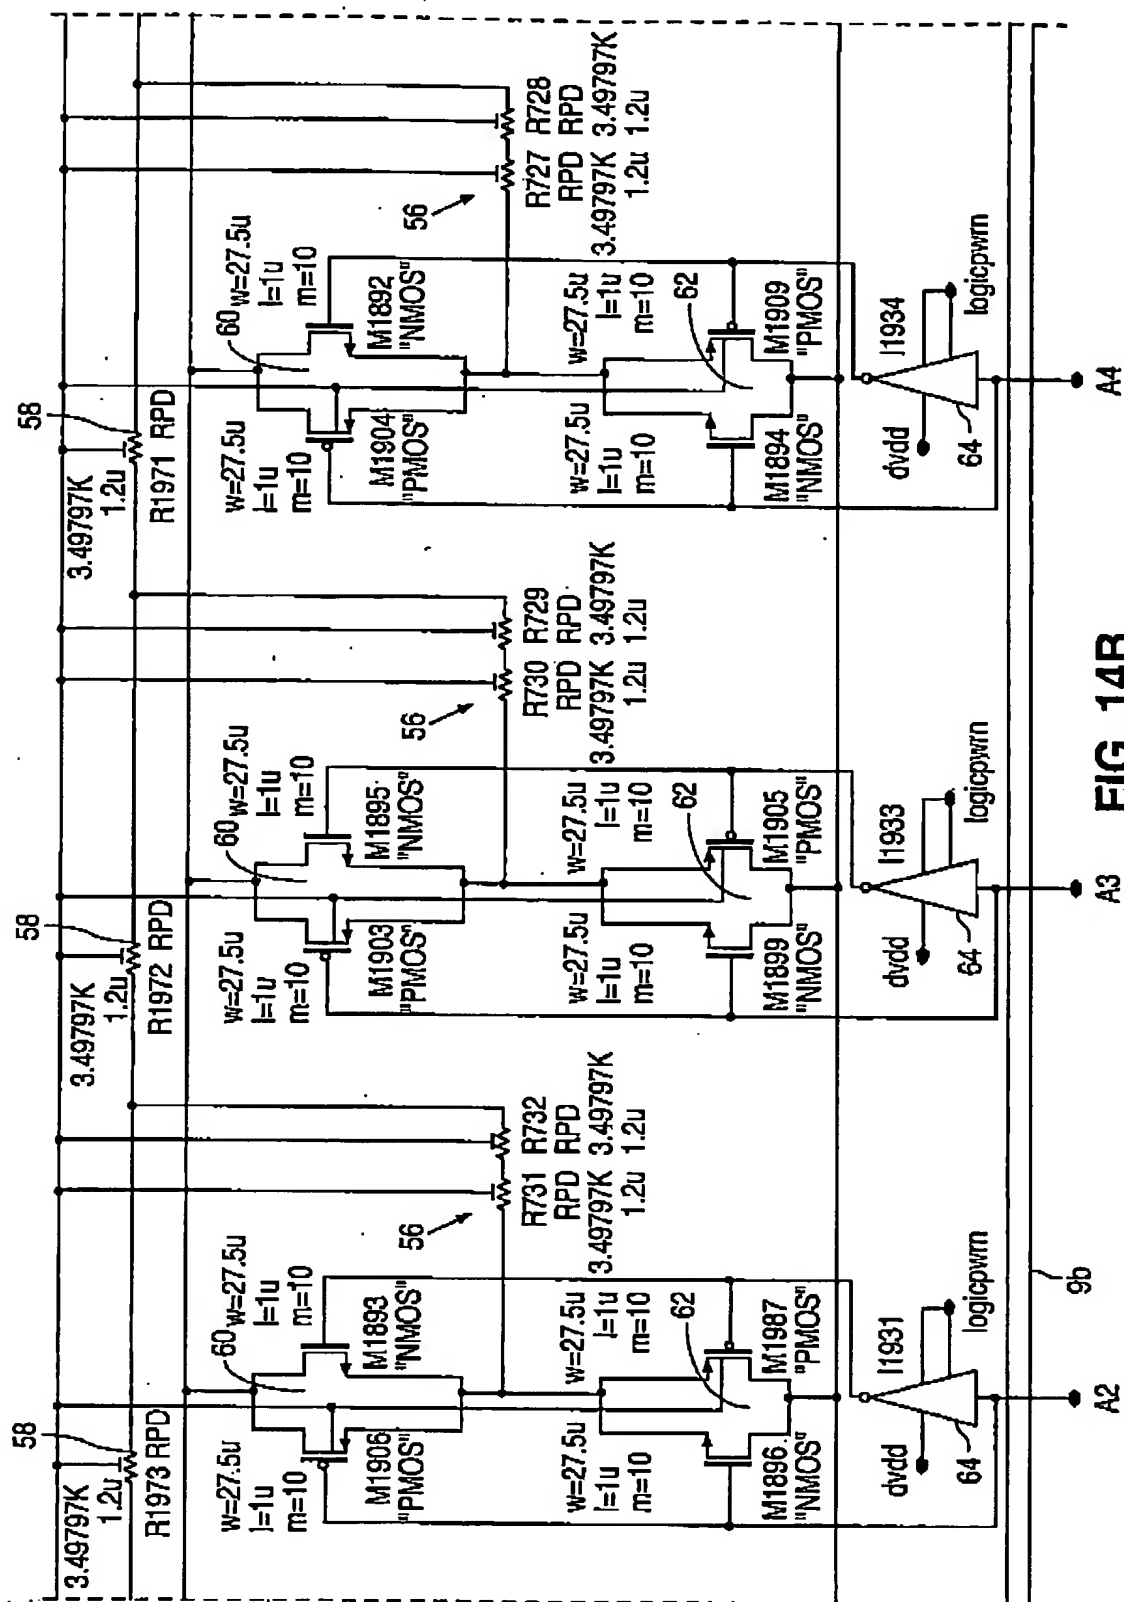 58
3.49797K
1.2u
R1973 RPD
60
w=27.5u
l=1u
m=10
w=27.5u
l=1u
m=10
M1906
"PMOS"
M1893
"NMOS"
56
R731
RPD
3.49797K
1.2u
R732
RPD
3.49797K
1.2u
w=27.5u
l=1u
m=10
w=27.5u
l=1u
m=10
62
M1896
"NMOS"
M1987
"PMOS"
dvdd
64
I1931
logicpwrn
A2
9b
58
3.49797K
1.2u
R1972 RPD
60
w=27.5u
l=1u
m=10
w=27.5u
l=1u
m=10
M1903
"PMOS"
M1895
"NMOS"
56
R730
RPD
3.49797K
1.2u
R729
RPD
3.49797K
1.2u
w=27.5u
l=1u
m=10
w=27.5u
l=1u
m=10
62
M1899
"NMOS"
M1905
"PMOS"
dvdd
64
I1933
logicpwrn
A3
58
3.49797K
1.2u
R1971 RPD
60
w=27.5u
l=1u
m=10
w=27.5u
l=1u
m=10
M1904
"PMOS"
M1892
"NMOS"
56
R727
RPD
3.49797K
1.2u
R728
RPD
3.49797K
1.2u
w=27.5u
l=1u
m=10
w=27.5u
l=1u
m=10
62
M1894
"NMOS"
M1909
"PMOS"
dvdd
64
I1934
logicpwrn
A4
FIG 14B